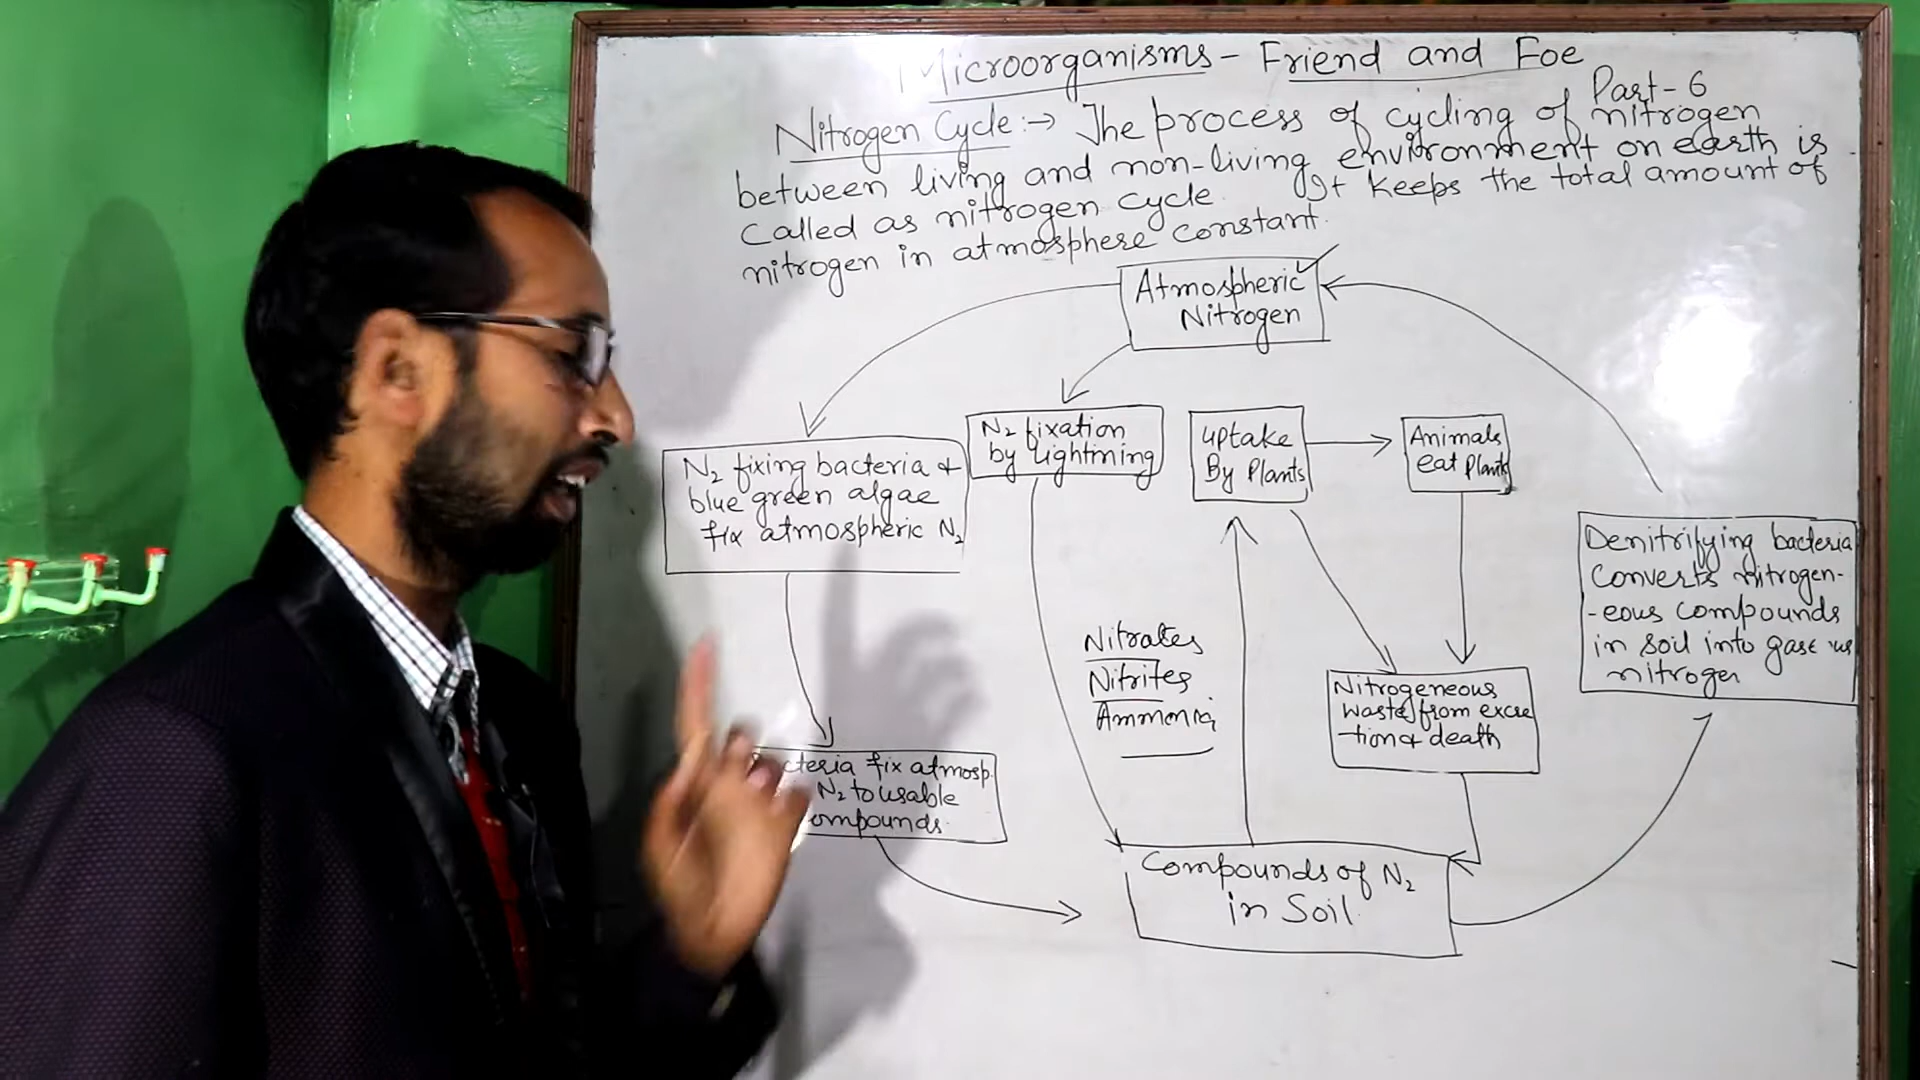 Microorganisms - Friend and Foe
Part-6
Nitrogen Cycle:→ The process of cycling of nitrogen
between living and non-living environment on earth is
called as nitrogen cycle. It keeps the total amount of
nitrogen in atmosphere constant.
Atmospheric
Nitrogen
N2 fixing bacteria &
blue green algae
fix atmospheric N2
N2 fixation
by lightning
uptake
By Plants
Animals
eat plants
Denitrifying bacteria
converts nitrogen-
-eous compounds
in soil into gaseous
nitrogen
Nitrates
Nitrites
Ammonia
Nitrogeneous
waste from excre
-tion & death
fix atmosp.
N2 to usable
Compounds of N2
in Soil.